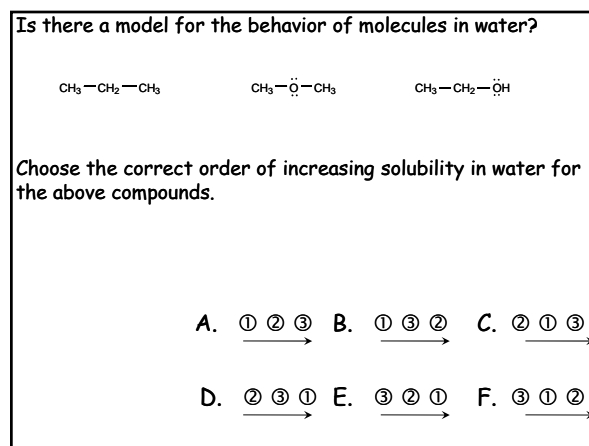 Is there a model for the behavior of molecules in water?
CH₃—CH₂—CH₃ CH₃—Ö—CH₃ CH₃—CH₂—ÖH
Choose the correct order of increasing solubility in water for
the above compounds.
A. ① ② ③ B. ① ③ ② C. ② ① ③
D. ② ③ ① E. ③ ② ① F. ③ ① ②